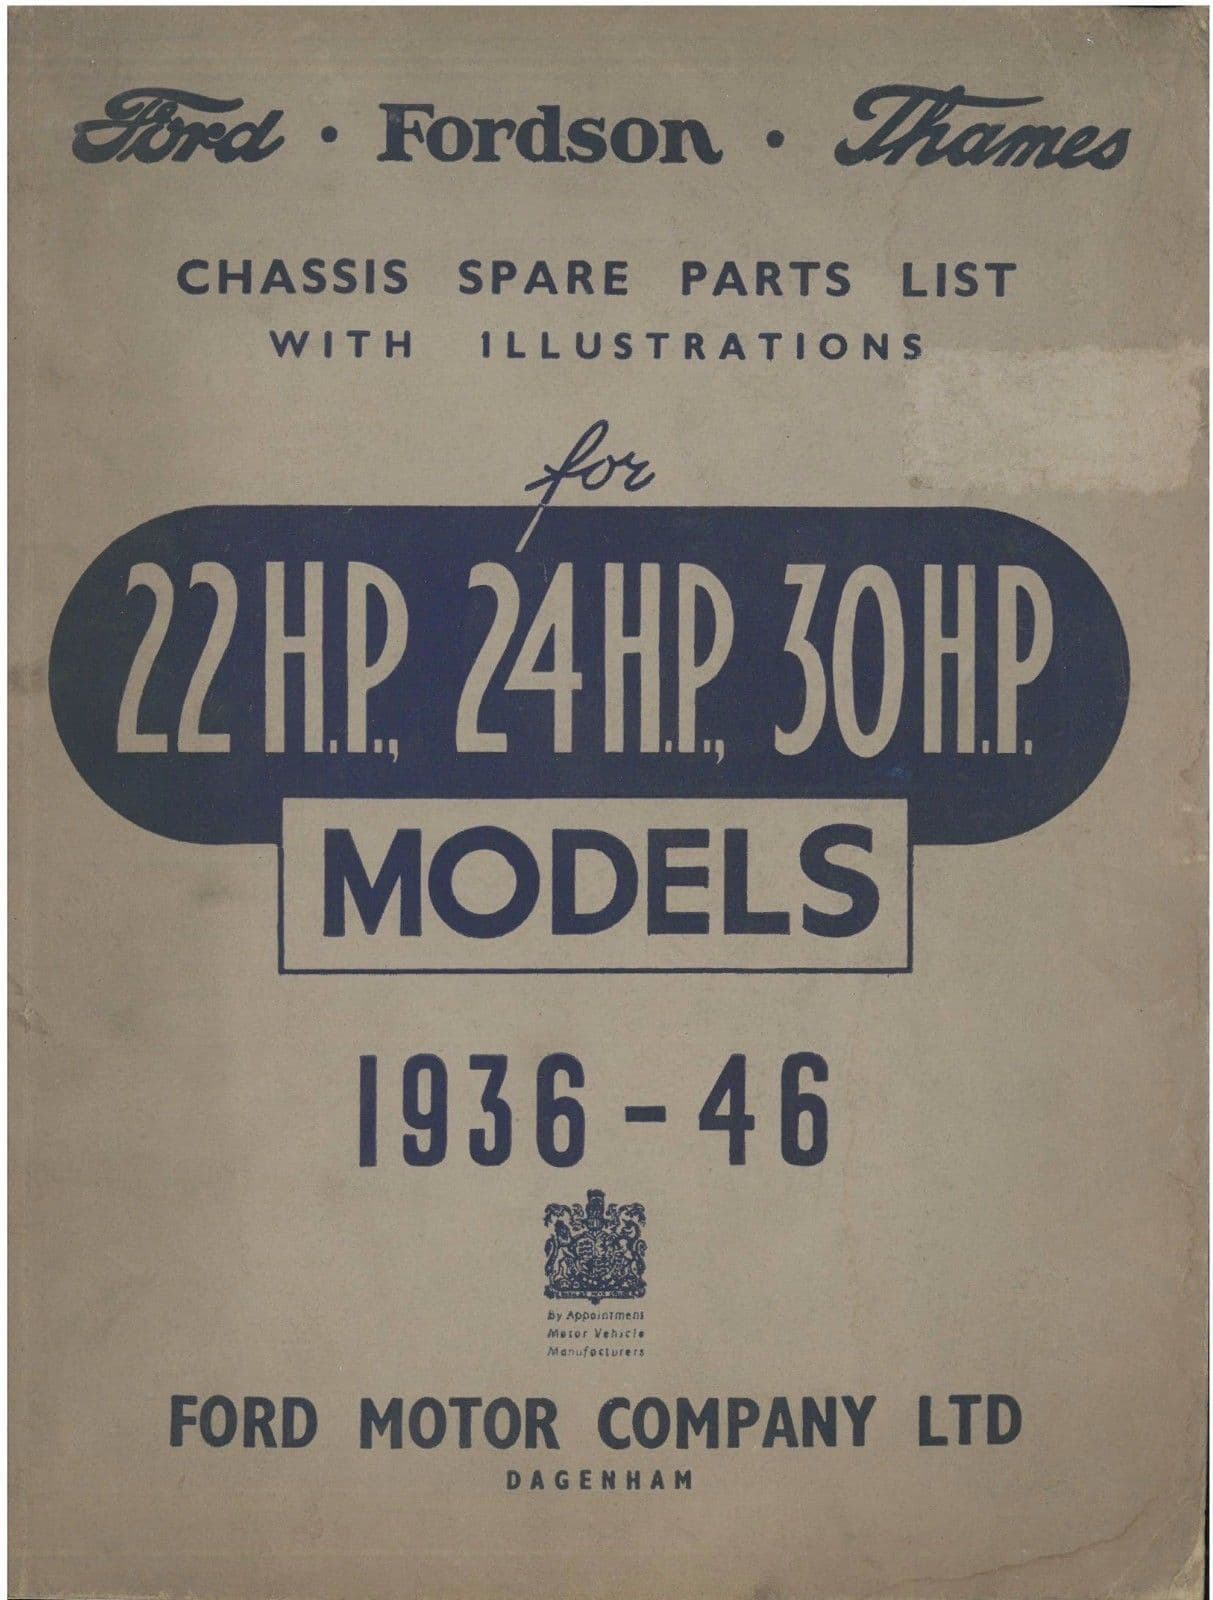 Ford • Fordson • Thames
CHASSIS SPARE PARTS LIST
WITH ILLUSTRATIONS
for
22 H.P., 24 H.P., 30 H.P.
MODELS
1936 - 46
By Appointment
Motor Vehicle
Manufacturers
FORD MOTOR COMPANY LTD
DAGENHAM